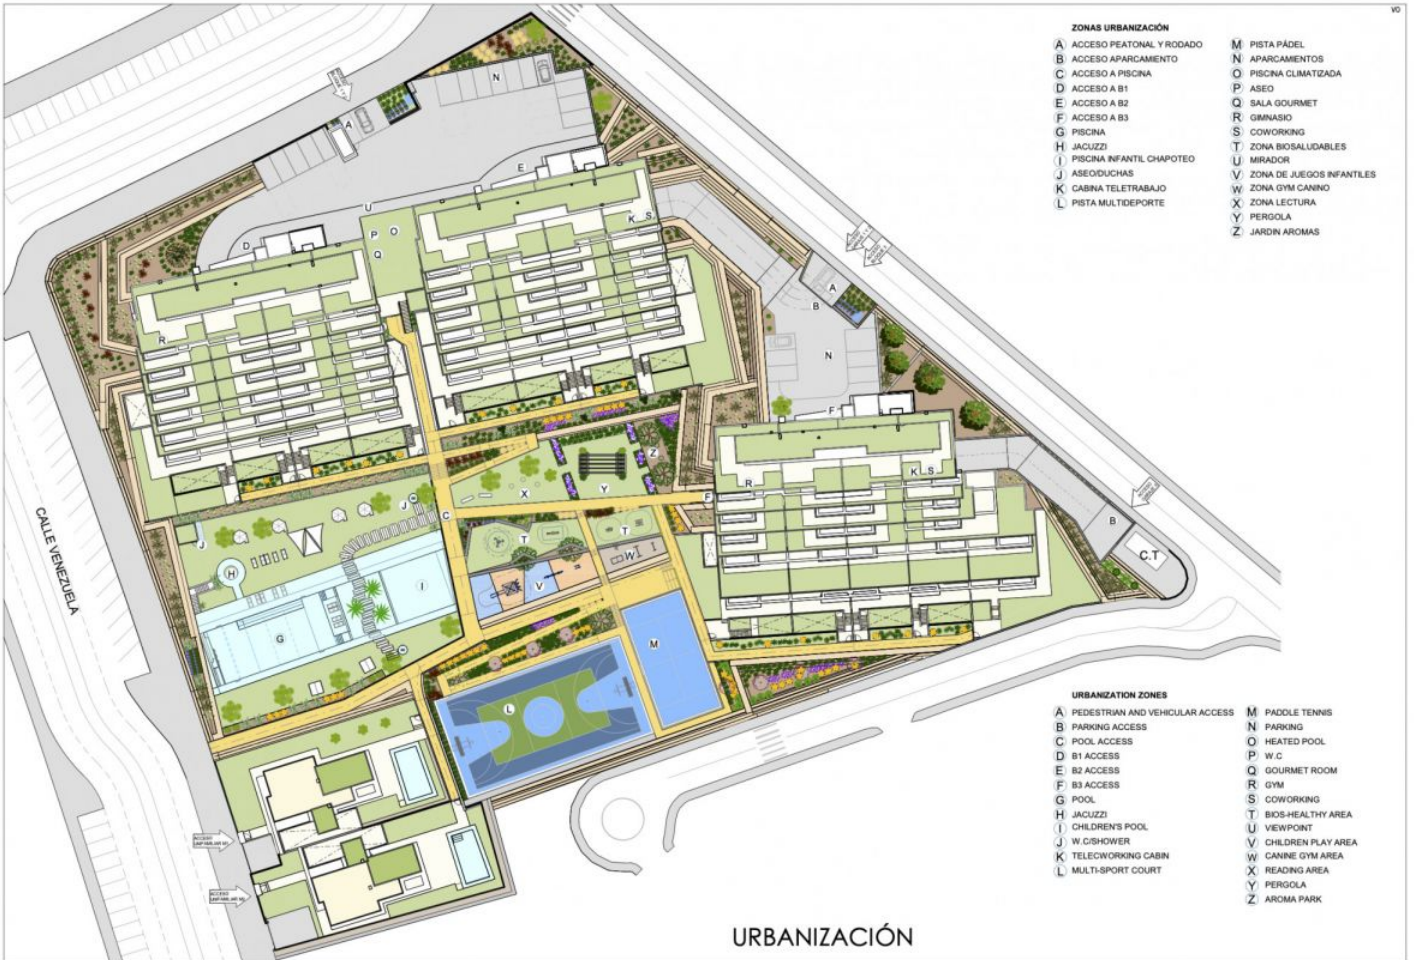 VO
ZONAS URBANIZACIÓN
A ACCESO PEATONAL Y RODADO
B ACCESO APARCAMIENTO
C ACCESO A PISCINA
D ACCESO A B1
E ACCESO A B2
F ACCESO A B3
G PISCINA
H JACUZZI
I PISCINA INFANTIL CHAPOTEO
J ASEO/DUCHAS
K CABINA TELETRABAJO
L PISTA MULTIDEPORTE
M PISTA PÁDEL
N APARCAMIENTOS
O PISCINA CLIMATIZADA
P ASEO
Q SALA GOURMET
R GIMNASIO
S COWORKING
T ZONA BIOSALUDABLES
U MIRADOR
V ZONA DE JUEGOS INFANTILES
W ZONA GYM CANINO
X ZONA LECTURA
Y PERGOLA
Z JARDIN AROMAS
N
A
E
U
D
P O
Q
K S
R
A
B
N
F
Z
X
Y
K S
R
F
J
C
B
C.T
T
T
W
J
H
I
V
G
M
L
CALLE VENEZUELA
ACCESO
ACCESO
URBANIZATION ZONES
A PEDESTRIAN AND VEHICULAR ACCESS
B PARKING ACCESS
C POOL ACCESS
D B1 ACCESS
E B2 ACCESS
F B3 ACCESS
G POOL
H JACUZZI
I CHILDREN'S POOL
J W.C/SHOWER
K TELECWORKING CABIN
L MULTI-SPORT COURT
M PADDLE TENNIS
N PARKING
O HEATED POOL
P W.C
Q GOURMET ROOM
R GYM
S COWORKING
T BIOS-HEALTHY AREA
U VIEWPOINT
V CHILDREN PLAY AREA
W CANINE GYM AREA
X READING AREA
Y PERGOLA
Z AROMA PARK
URBANIZACIÓN